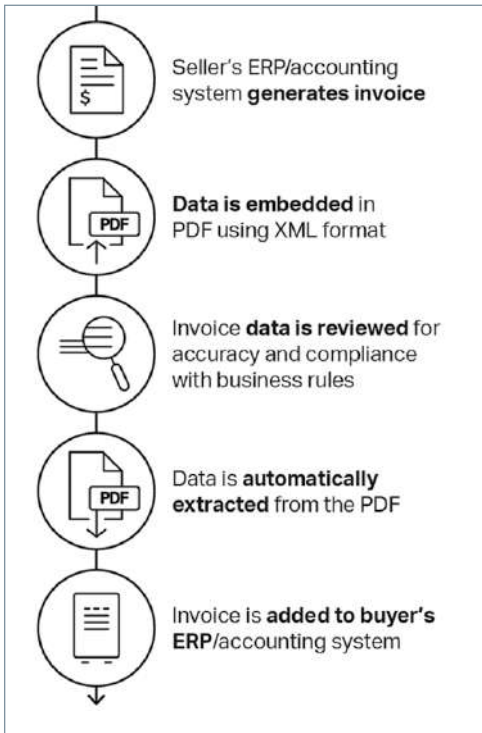 $
Seller's ERP/accounting
system generates invoice
PDF
Data is embedded in
PDF using XML format
Invoice data is reviewed for
accuracy and compliance
with business rules
PDF
Data is automatically
extracted from the PDF
Invoice is added to buyer's
ERP/accounting system